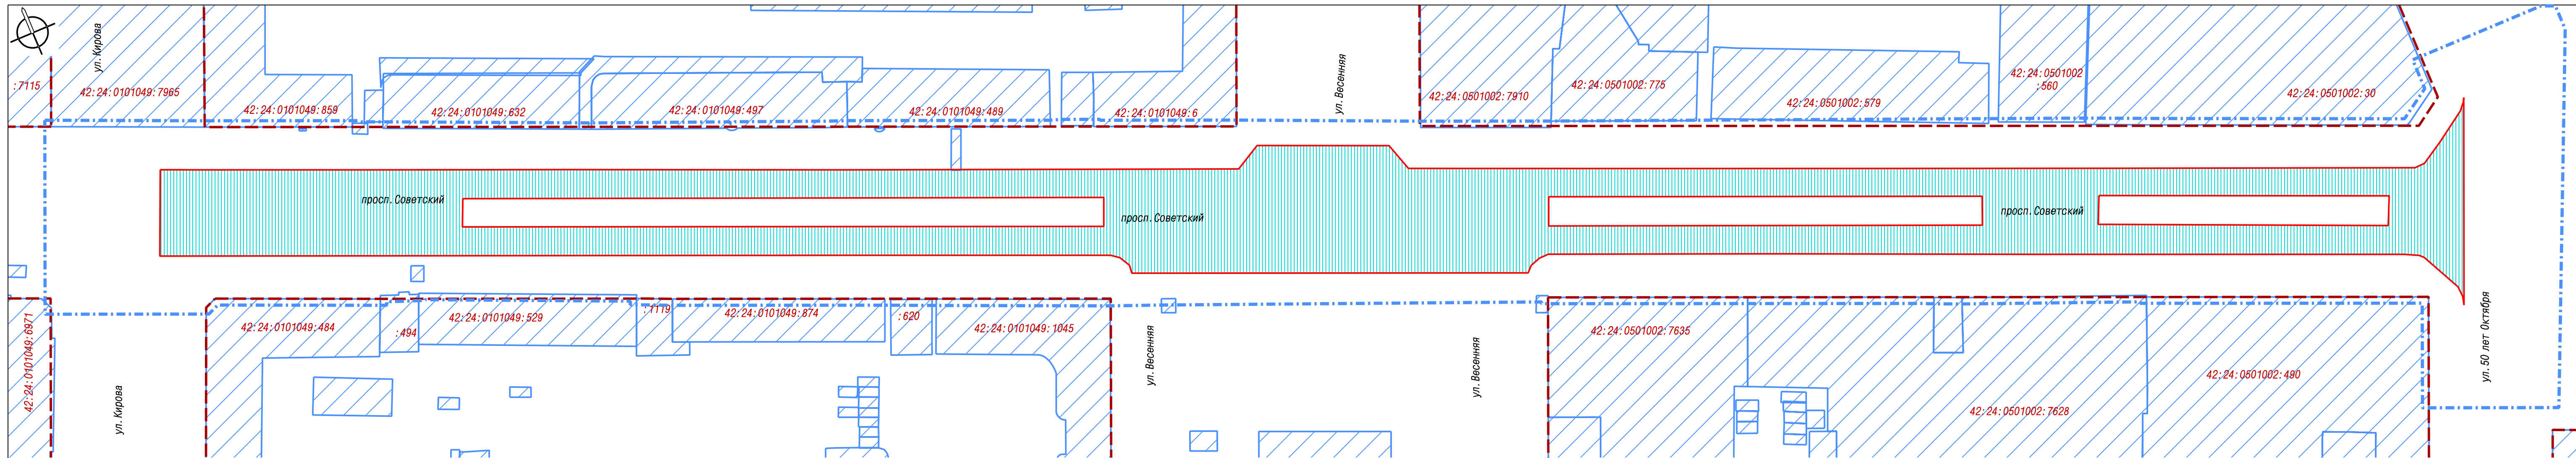 ул. Кирова
:7115
42:24:0101049:7965
42:24:0101049:859
42:24:0101049:632
42:24:0101049:497
42:24:0101049:489
42:24:0101049:6
ул. Весенняя
42:24:0501002:7910
42:24:0501002:775
42:24:0501002:579
42:24:0501002
:560
42:24:0501002:30
просп. Советский
просп. Советский
просп. Советский
42:24:0101049:6971
ул. Кирова
42:24:0101049:484
:494
42:24:0101049:529
:1119
42:24:0101049:874
:620
42:24:0101049:1045
ул. Весенняя
ул. Весенняя
42:24:0501002:7635
42:24:0501002:7628
42:24:0501002:490
ул. 50 лет Октября